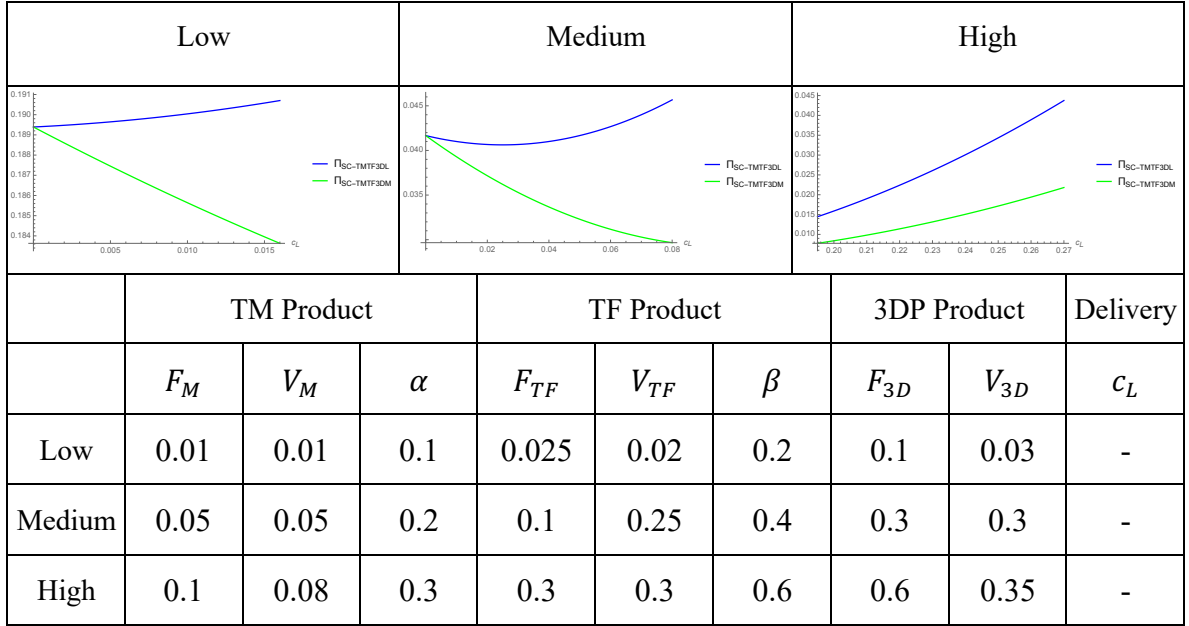 Low Medium High
0.191
0.190
0.189
0.188
0.187
0.186
0.185
0.184
0.005 0.010 0.015 c_L
Π_SC-TMTF3DL
Π_SC-TMTF3DM
0.045
0.040
0.035
0.02 0.04 0.06 0.08 c_L
Π_SC-TMTF3DL
Π_SC-TMTF3DM
0.045
0.040
0.035
0.030
0.025
0.020
0.015
0.010
0.20 0.21 0.22 0.23 0.24 0.25 0.26 0.27 c_L
Π_SC-TMTF3DL
Π_SC-TMTF3DM
TM Product TF Product 3DP Product Delivery
F_M V_M α F_TF V_TF β F_3D V_3D c_L
Low 0.01 0.01 0.1 0.025 0.02 0.2 0.1 0.03 -
Medium 0.05 0.05 0.2 0.1 0.25 0.4 0.3 0.3 -
High 0.1 0.08 0.3 0.3 0.3 0.6 0.6 0.35 -